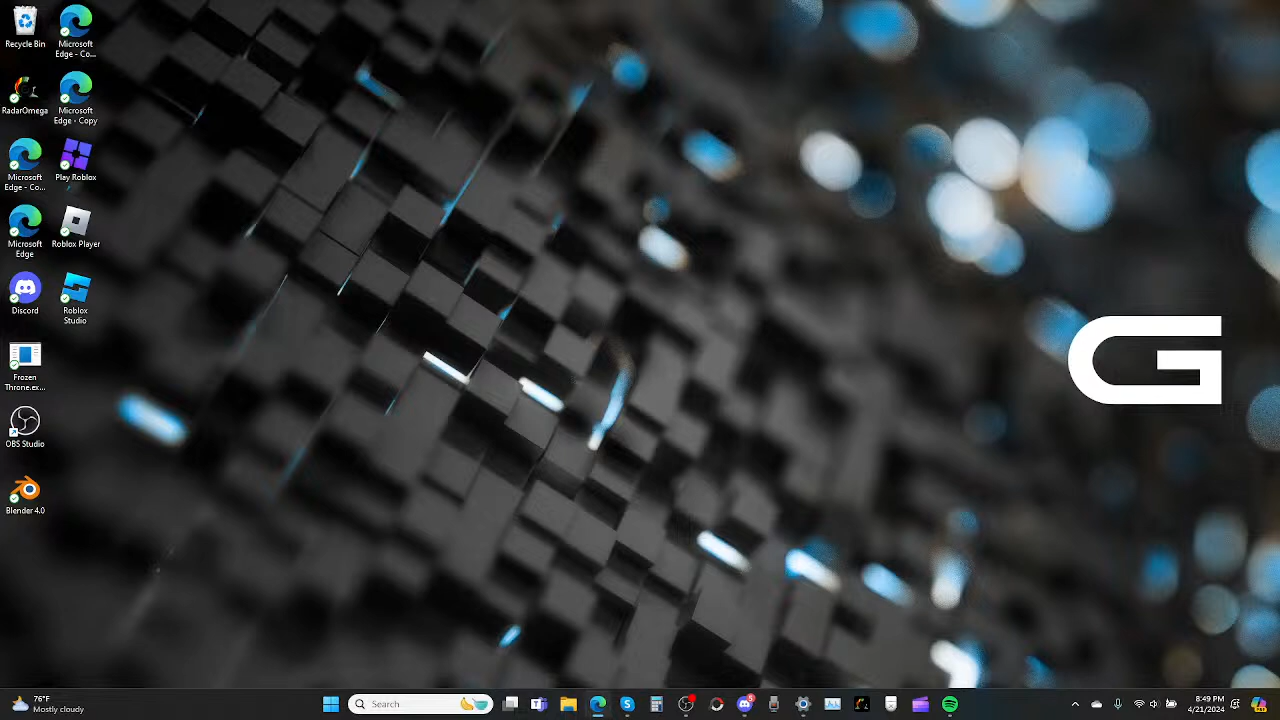 Recycle Bin
Microsoft
Edge - Co...
RadarOmega
Microsoft
Edge - Copy
Microsoft
Edge - Co...
Play Roblox
Microsoft
Edge
Roblox Player
Discord
Roblox
Studio
Frozen
Throne.ex...
OBS Studio
Blender 4.0
G
76°F
Mostly cloudy
Search
8:49 PM
4/21/2024